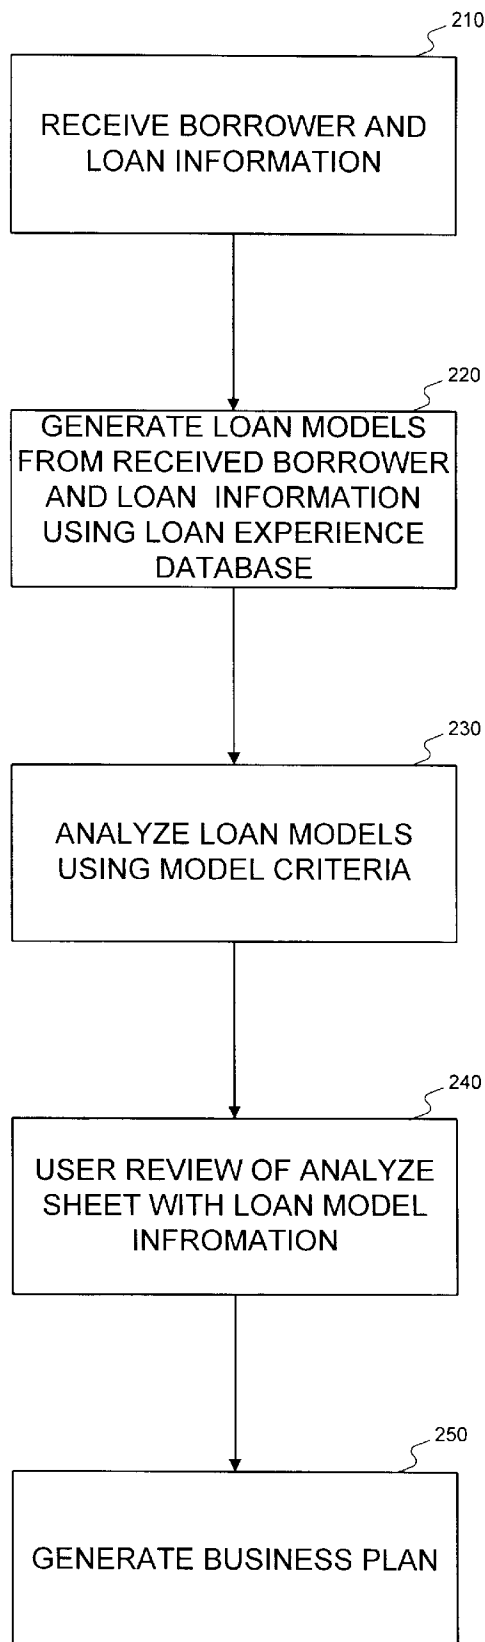 210
RECEIVE BORROWER AND
LOAN INFORMATION
220
GENERATE LOAN MODELS
FROM RECEIVED BORROWER
AND LOAN INFORMATION
USING LOAN EXPERIENCE
DATABASE
230
ANALYZE LOAN MODELS
USING MODEL CRITERIA
240
USER REVIEW OF ANALYZE
SHEET WITH LOAN MODEL
INFROMATION
250
GENERATE BUSINESS PLAN